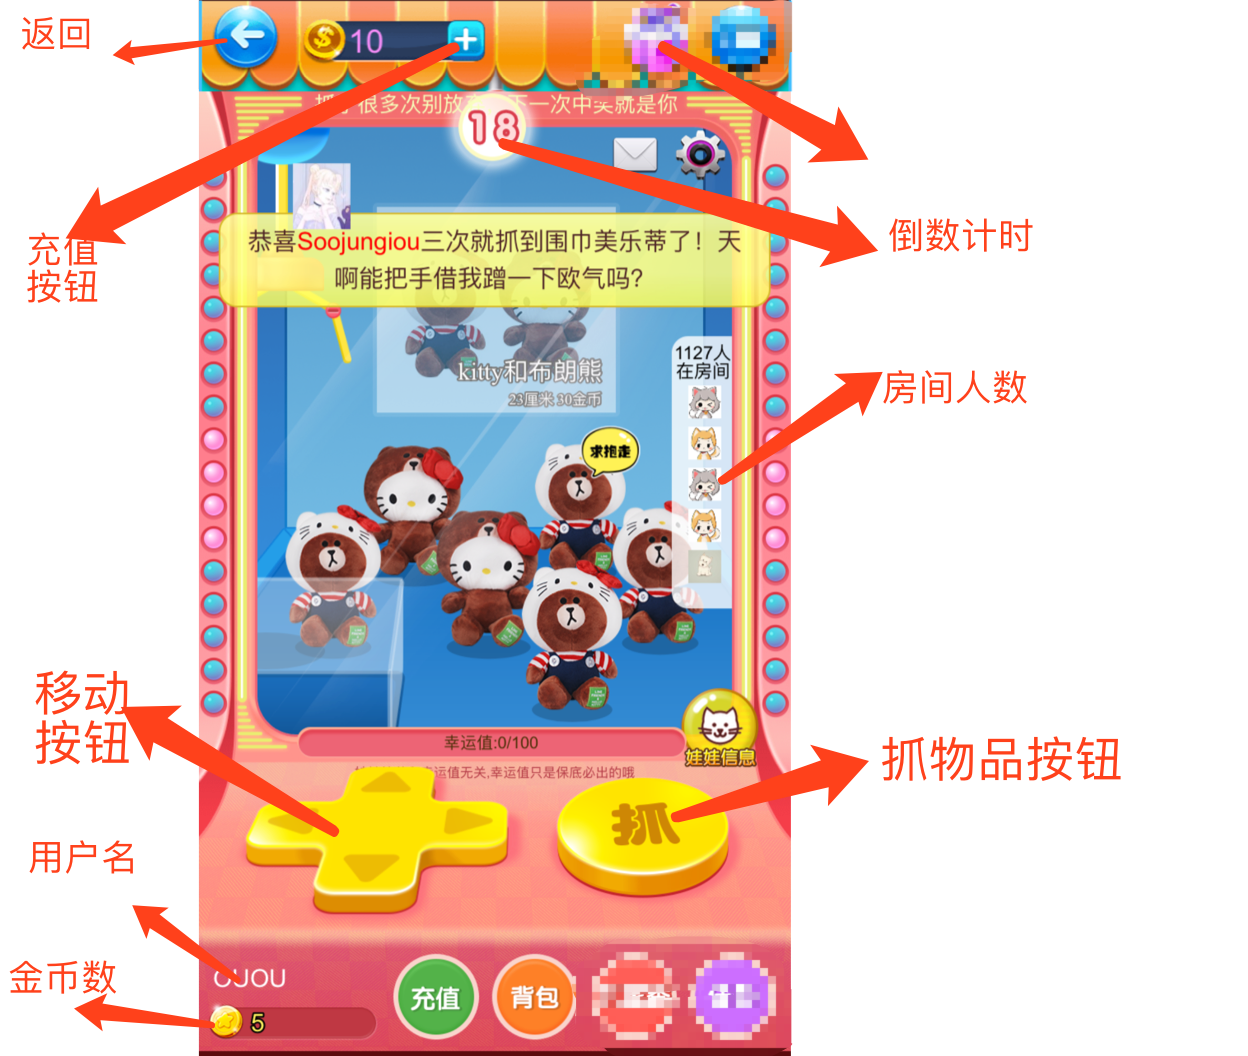 返回
10
很多次别放
下一次中奖就是你
18
倒数计时
充值
按钮
恭喜Soojungiou三次就抓到围巾美乐蒂了！天
啊能把手借我蹭一下欧气吗?
1127人
在房间
kitty和布朗熊
23厘米 30金币
房间人数
求抱走
移动
按钮
幸运值:0/100
娃娃信息
运值无关,幸运值只是保底必出的哦
抓物品按钮
抓
用户名
OJOU
金币数
5
充值
背包